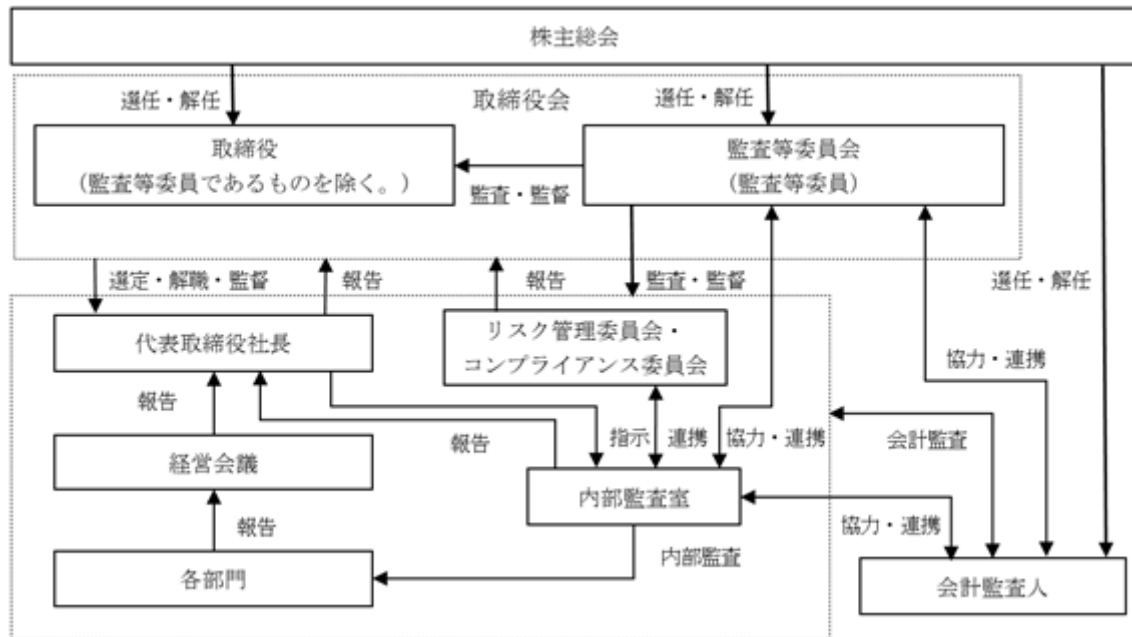 株主総会
選任・解任
取締役会
選任・解任
取締役
(監査等委員であるものを除く。)
監査・監督
監査等委員会
(監査等委員)
選定・解職・監督
報告
報告
監査・監督
選任・解任
代表取締役社長
リスク管理委員会・
コンプライアンス委員会
協力・連携
報告
報告
指示
連携
協力・連携
会計監査
経営会議
内部監査室
報告
協力・連携
内部監査
各部門
会計監査人